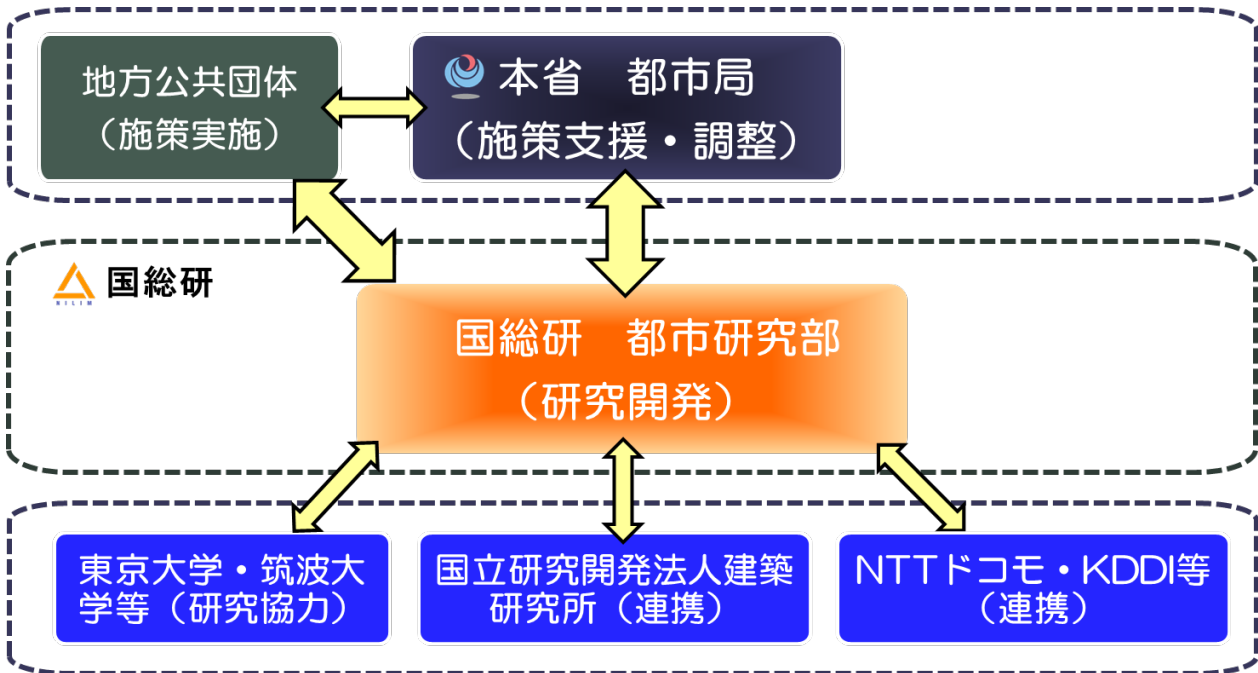 地方公共団体
（施策実施）
本省　都市局
（施策支援・調整）
NILIM
国総研
国総研　都市研究部
（研究開発）
東京大学・筑波大
学等（研究協力）
国立研究開発法人建築
研究所（連携）
NTTドコモ・KDDI等
（連携）